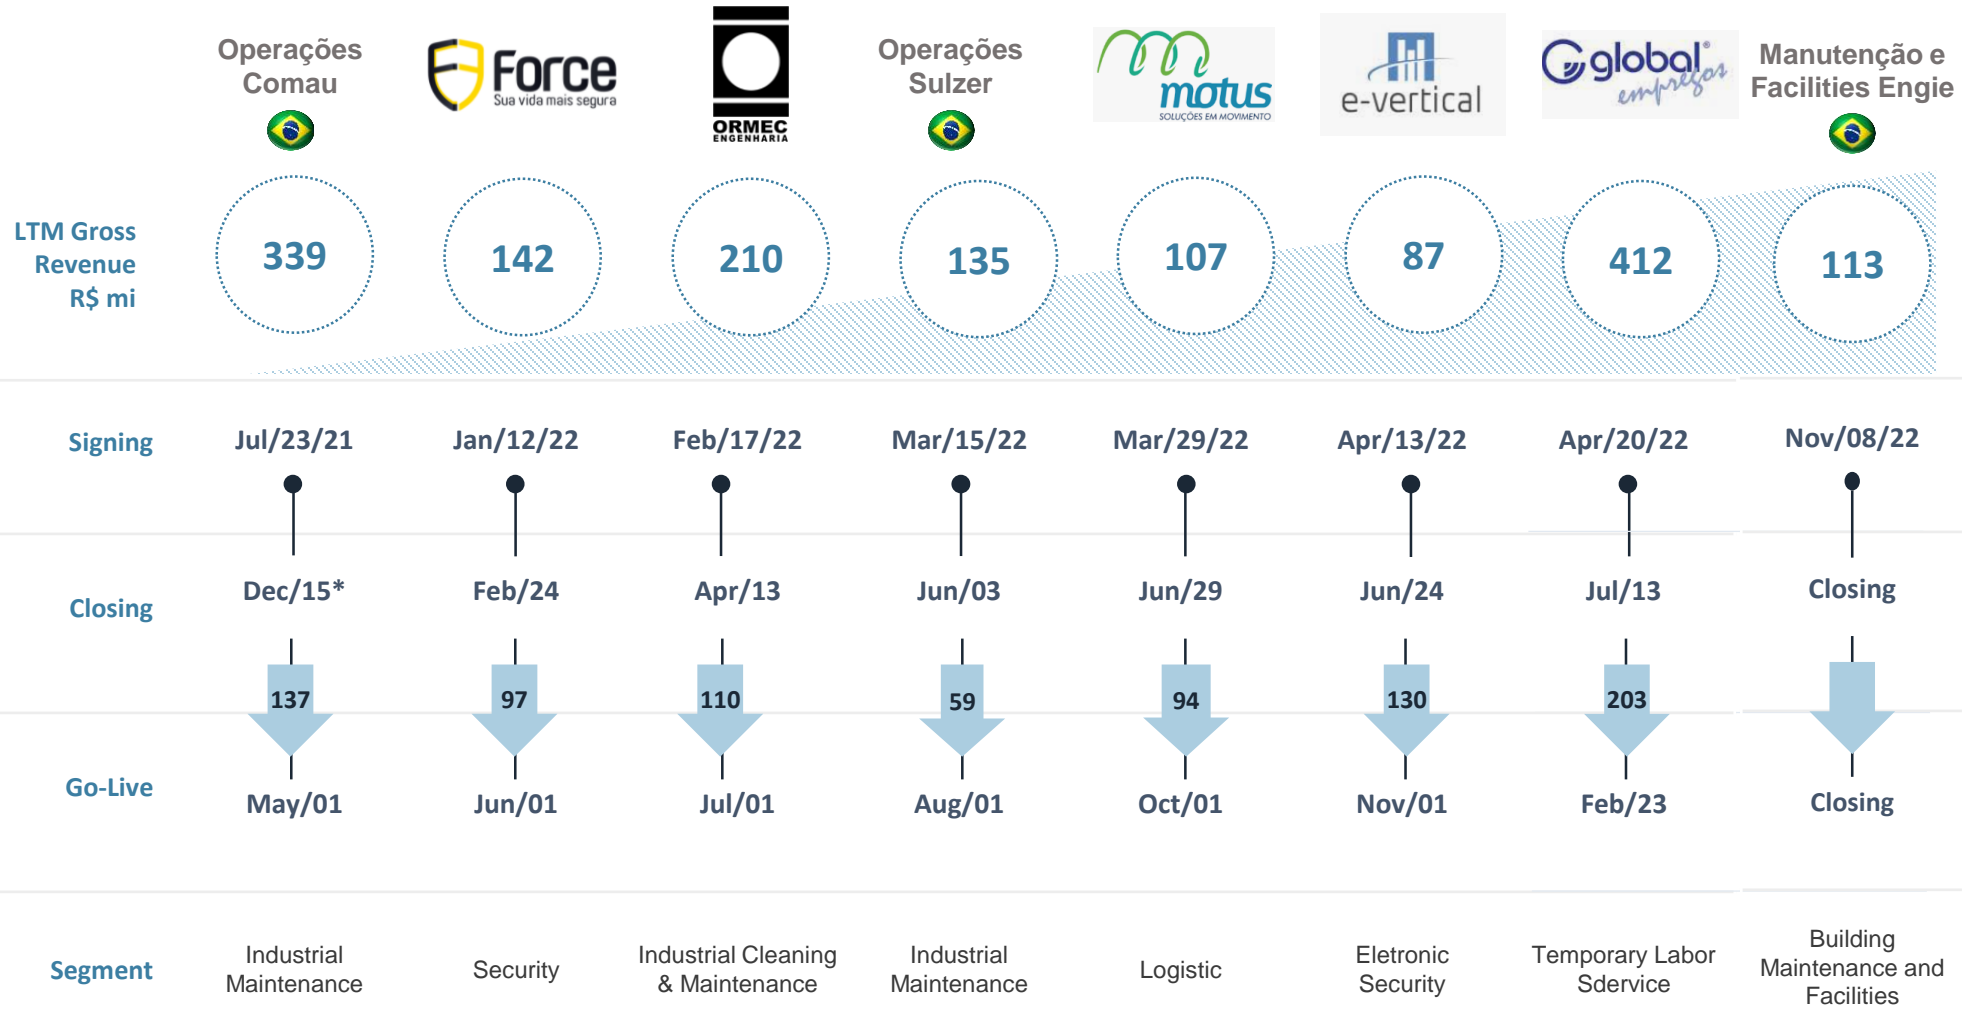 Operações
Comau
Force
Sua vida mais segura
ORMEC
ENGENHARIA
Operações
Sulzer
motus
SOLUÇÕES EM MOVIMENTO
e-vertical
global®
empregos
Manutenção e
Facilities Engie
LTM Gross
Revenue
R$ mi
339
142
210
135
107
87
412
113
Signing
Jul/23/21
Jan/12/22
Feb/17/22
Mar/15/22
Mar/29/22
Apr/13/22
Apr/20/22
Nov/08/22
Closing
Dec/15*
Feb/24
Apr/13
Jun/03
Jun/29
Jun/24
Jul/13
Closing
137
97
110
59
94
130
203
Go-Live
May/01
Jun/01
Jul/01
Aug/01
Oct/01
Nov/01
Feb/23
Closing
Segment
Industrial
Maintenance
Security
Industrial Cleaning
& Maintenance
Industrial
Maintenance
Logistic
Eletronic
Security
Temporary Labor
Sdervice
Building
Maintenance and
Facilities